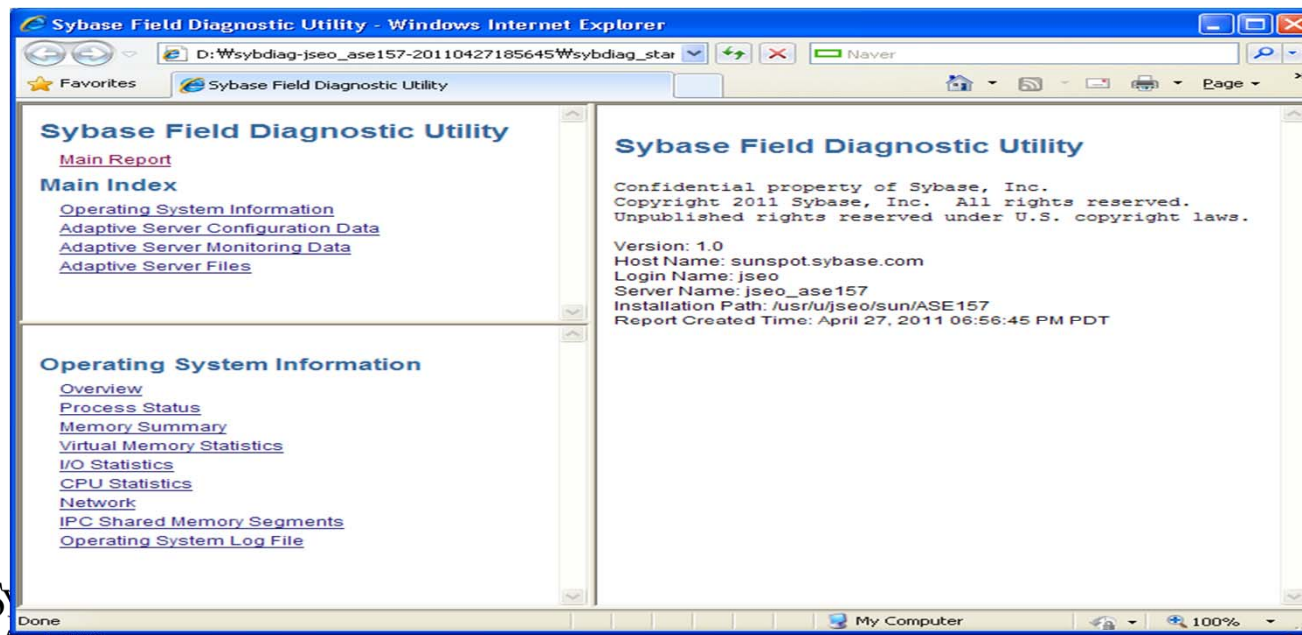 Sybase Field Diagnostic Utility - Windows Internet Explorer
D:₩sybdiag-jseo_ase157-20110427185645₩sybdiag_star
Naver
Favorites
Sybase Field Diagnostic Utility
Page
Sybase Field Diagnostic Utility
Main Report
Main Index
Operating System Information
Adaptive Server Configuration Data
Adaptive Server Monitoring Data
Adaptive Server Files
Operating System Information
Overview
Process Status
Memory Summary
Virtual Memory Statistics
I/O Statistics
CPU Statistics
Network
IPC Shared Memory Segments
Operating System Log File
Sybase Field Diagnostic Utility
Confidential property of Sybase, Inc.
Copyright 2011 Sybase, Inc. All rights reserved.
Unpublished rights reserved under U.S. copyright laws.
Version: 1.0
Host Name: sunspot.sybase.com
Login Name: jseo
Server Name: jseo_ase157
Installation Path: /usr/u/jseo/sun/ASE157
Report Created Time: April 27, 2011 06:56:45 PM PDT
Done
My Computer
100%